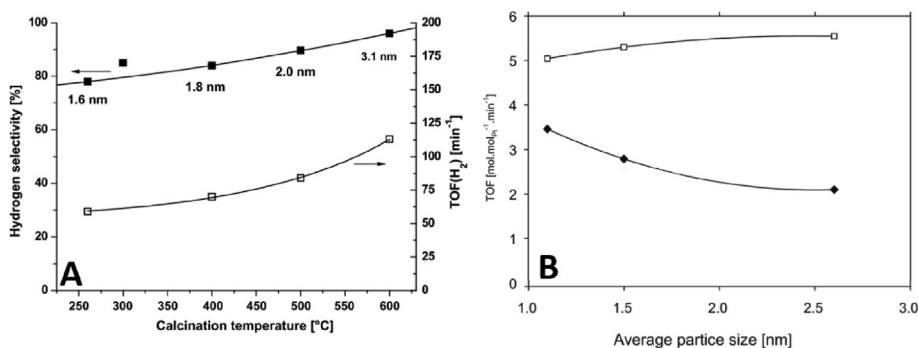 Hydrogen selectivity [%]
100
80
60
40
20
0
1.6 nm
1.8 nm
2.0 nm
3.1 nm
200
175
150
125
100
75
50
25
0
TOF(H2) [min-1]
A
250 300 350 400 450 500 550 600
Calcination temperature [°C]
TOF [mol.molPt-1.min-1]
6
5
4
3
2
1
0
B
1.0 1.5 2.0 2.5 3.0
Average partice size [nm]